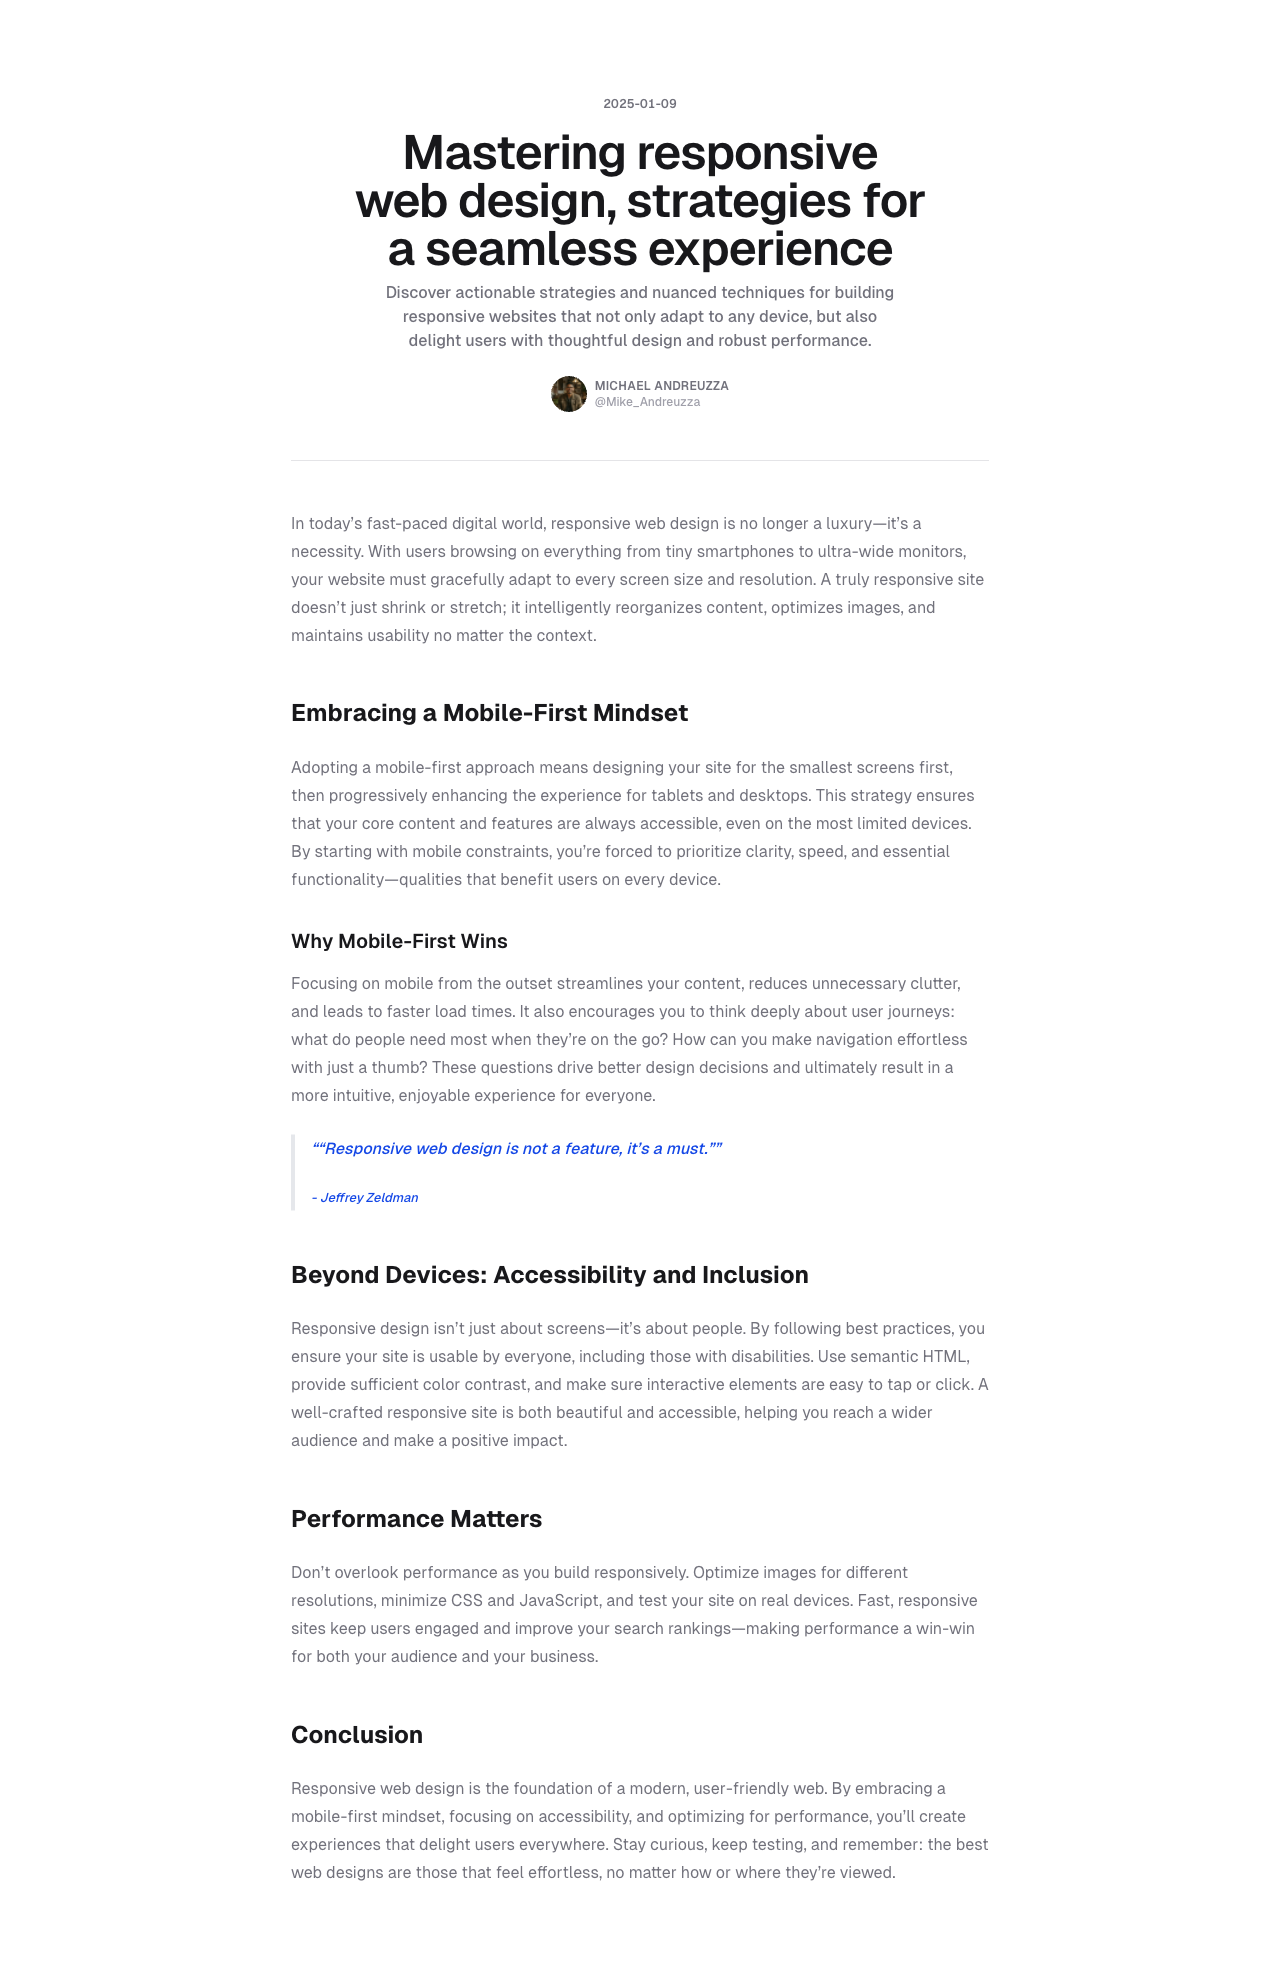 2025-01-09
Mastering responsive
web design, strategies for
a seamless experience
Discover actionable strategies and nuanced techniques for building
responsive websites that not only adapt to any device, but also
delight users with thoughtful design and robust performance.
MICHAEL ANDREUZZA
@Mike_Andreuzza
In today’s fast-paced digital world, responsive web design is no longer a luxury—it’s a
necessity. With users browsing on everything from tiny smartphones to ultra-wide monitors,
your website must gracefully adapt to every screen size and resolution. A truly responsive site
doesn’t just shrink or stretch; it intelligently reorganizes content, optimizes images, and
maintains usability no matter the context.
Embracing a Mobile-First Mindset
Adopting a mobile-first approach means designing your site for the smallest screens first,
then progressively enhancing the experience for tablets and desktops. This strategy ensures
that your core content and features are always accessible, even on the most limited devices.
By starting with mobile constraints, you’re forced to prioritize clarity, speed, and essential
functionality—qualities that benefit users on every device.
Why Mobile-First Wins
Focusing on mobile from the outset streamlines your content, reduces unnecessary clutter,
and leads to faster load times. It also encourages you to think deeply about user journeys:
what do people need most when they’re on the go? How can you make navigation effortless
with just a thumb? These questions drive better design decisions and ultimately result in a
more intuitive, enjoyable experience for everyone.
““Responsive web design is not a feature, it’s a must.””
- Jeffrey Zeldman
Beyond Devices: Accessibility and Inclusion
Responsive design isn’t just about screens—it’s about people. By following best practices, you
ensure your site is usable by everyone, including those with disabilities. Use semantic HTML,
provide sufficient color contrast, and make sure interactive elements are easy to tap or click. A
well-crafted responsive site is both beautiful and accessible, helping you reach a wider
audience and make a positive impact.
Performance Matters
Don’t overlook performance as you build responsively. Optimize images for different
resolutions, minimize CSS and JavaScript, and test your site on real devices. Fast, responsive
sites keep users engaged and improve your search rankings—making performance a win-win
for both your audience and your business.
Conclusion
Responsive web design is the foundation of a modern, user-friendly web. By embracing a
mobile-first mindset, focusing on accessibility, and optimizing for performance, you’ll create
experiences that delight users everywhere. Stay curious, keep testing, and remember: the best
web designs are those that feel effortless, no matter how or where they’re viewed.